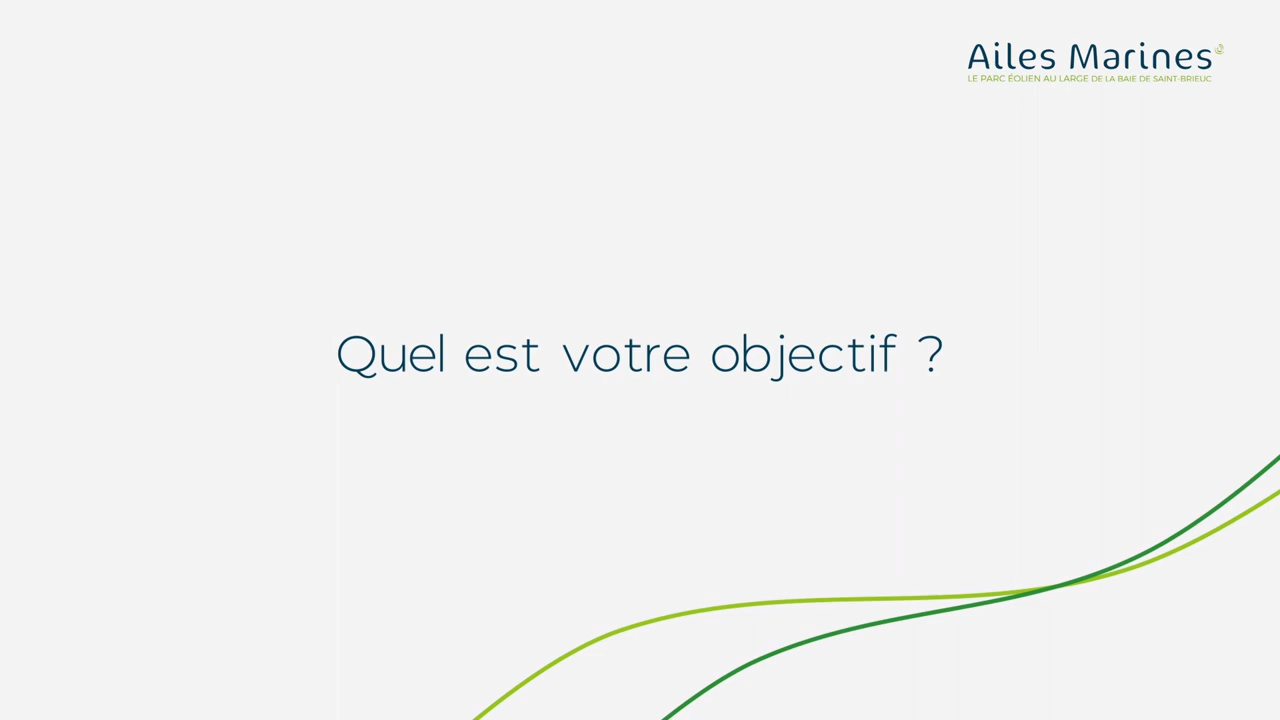 Ailes Marines
LE PARC ÉOLIEN AU LARGE DE LA BAIE DE SAINT-BRIEUC
Quel est votre objectif ?